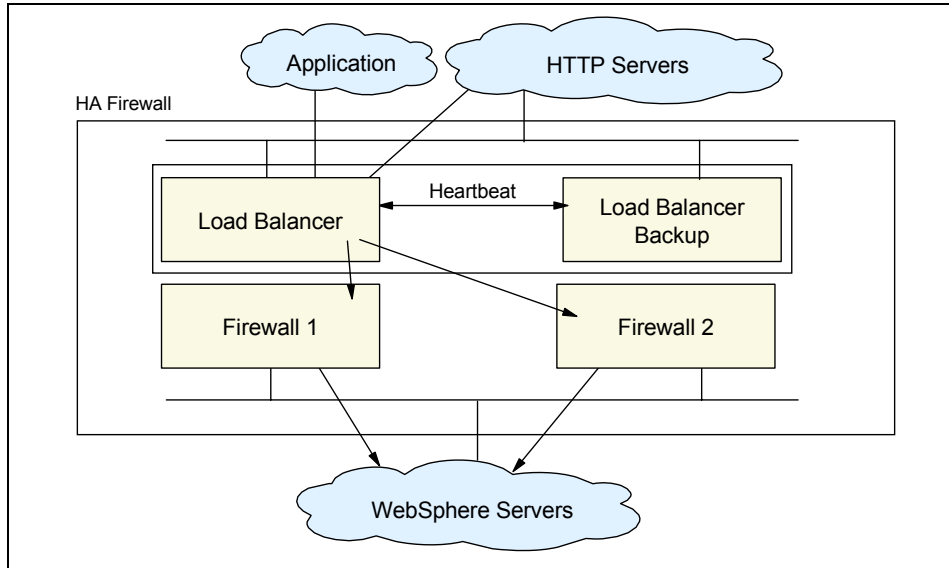 Application
HTTP Servers
HA Firewall
Load Balancer
Heartbeat
Load Balancer
Backup
Firewall 1
Firewall 2
WebSphere Servers